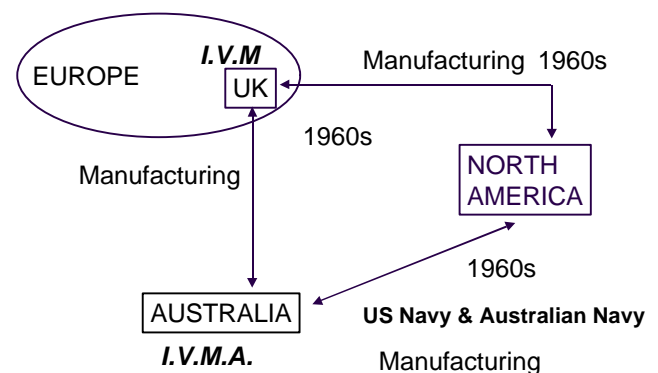 I.V.M
EUROPE
UK
Manufacturing 1960s
1960s
Manufacturing
NORTH
AMERICA
1960s
AUSTRALIA
US Navy & Australian Navy
I.V.M.A.
Manufacturing